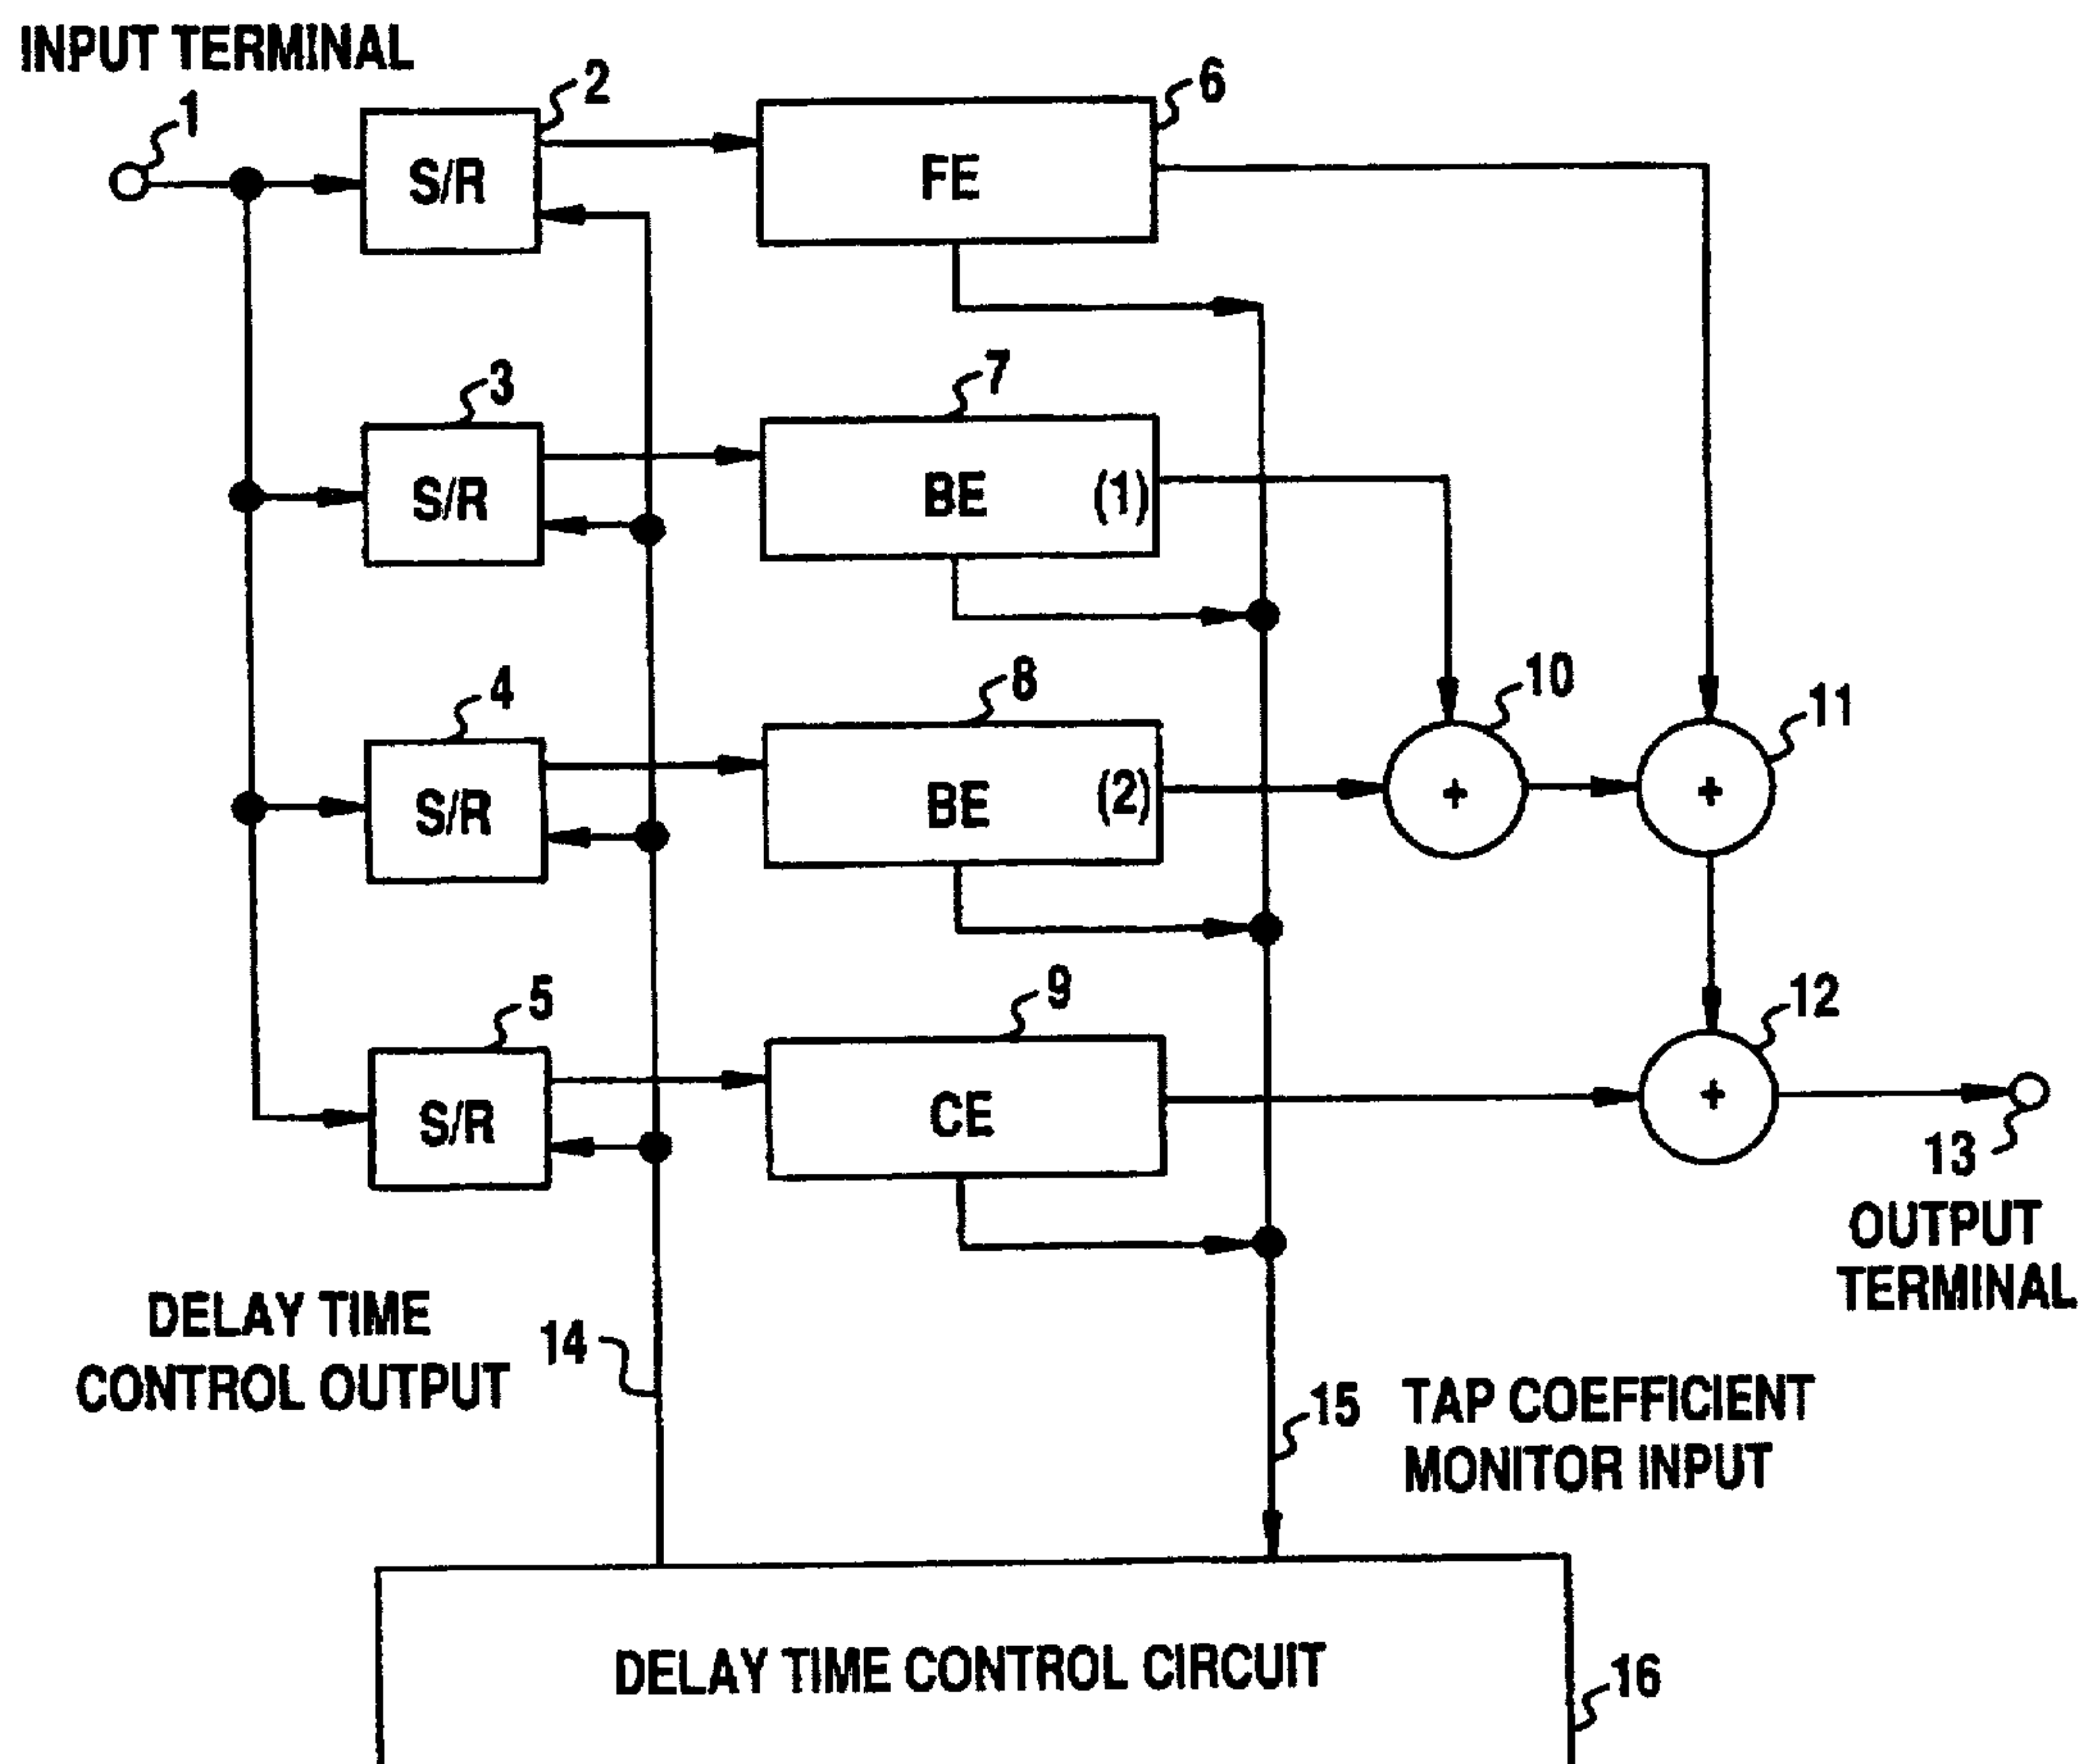 INPUT TERMINAL
1
2
6
S/R
FE
3
7
S/R
BE (1)
4
8
10
11
S/R
BE (2)
+
+
5
9
12
S/R
CE
+
13
OUTPUT
TERMINAL
DELAY TIME
CONTROL OUTPUT
14
15
TAP COEFFICIENT
MONITOR INPUT
DELAY TIME CONTROL CIRCUIT
16